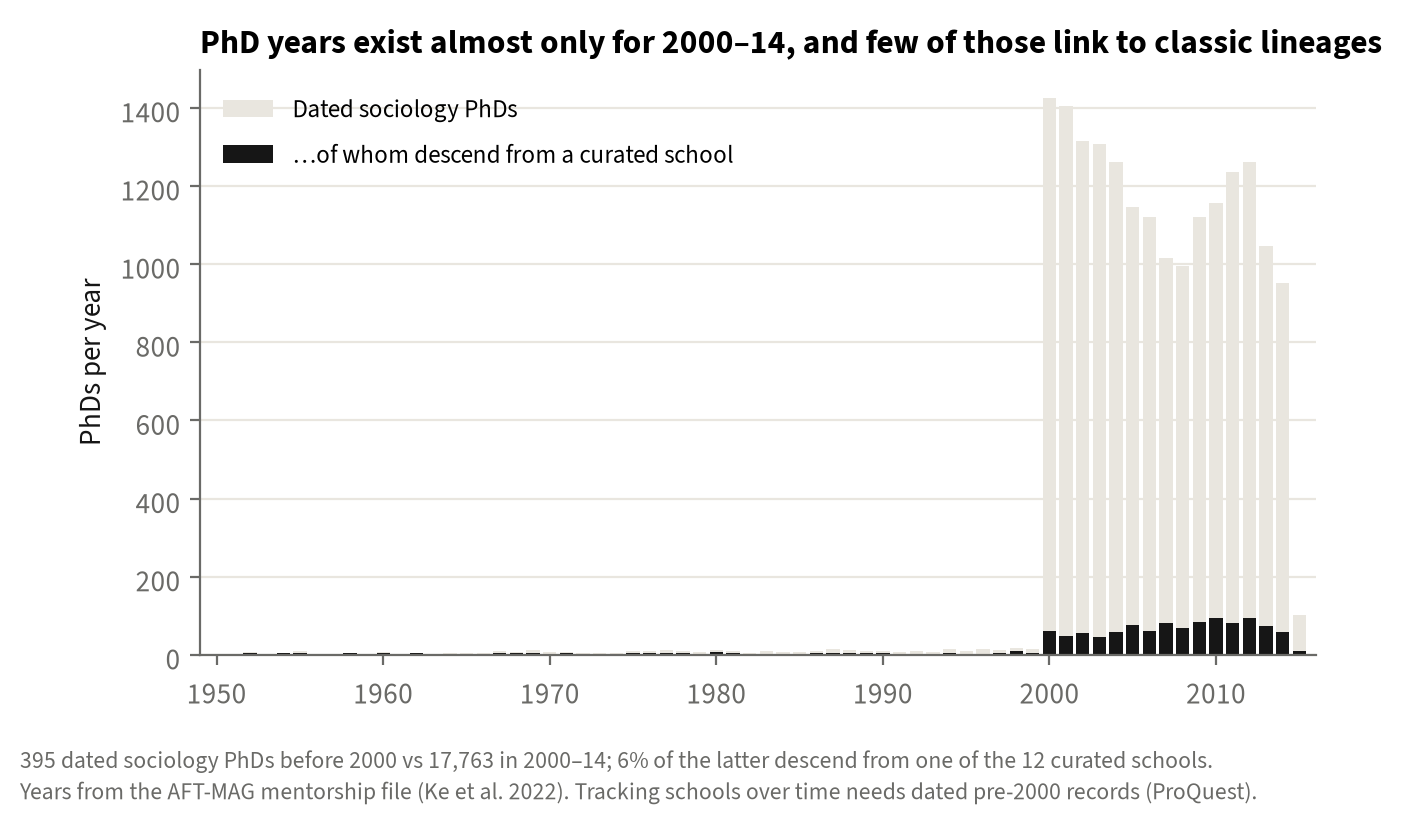 PhD years exist almost only for 2000–14, and few of those link to classic lineages
Dated sociology PhDs
…of whom descend from a curated school
PhDs per year
1400
1200
1000
800
600
400
200
0
1950 1960 1970 1980 1990 2000 2010
395 dated sociology PhDs before 2000 vs 17,763 in 2000–14; 6% of the latter descend from one of the 12 curated schools.
Years from the AFT-MAG mentorship file (Ke et al. 2022). Tracking schools over time needs dated pre-2000 records (ProQuest).